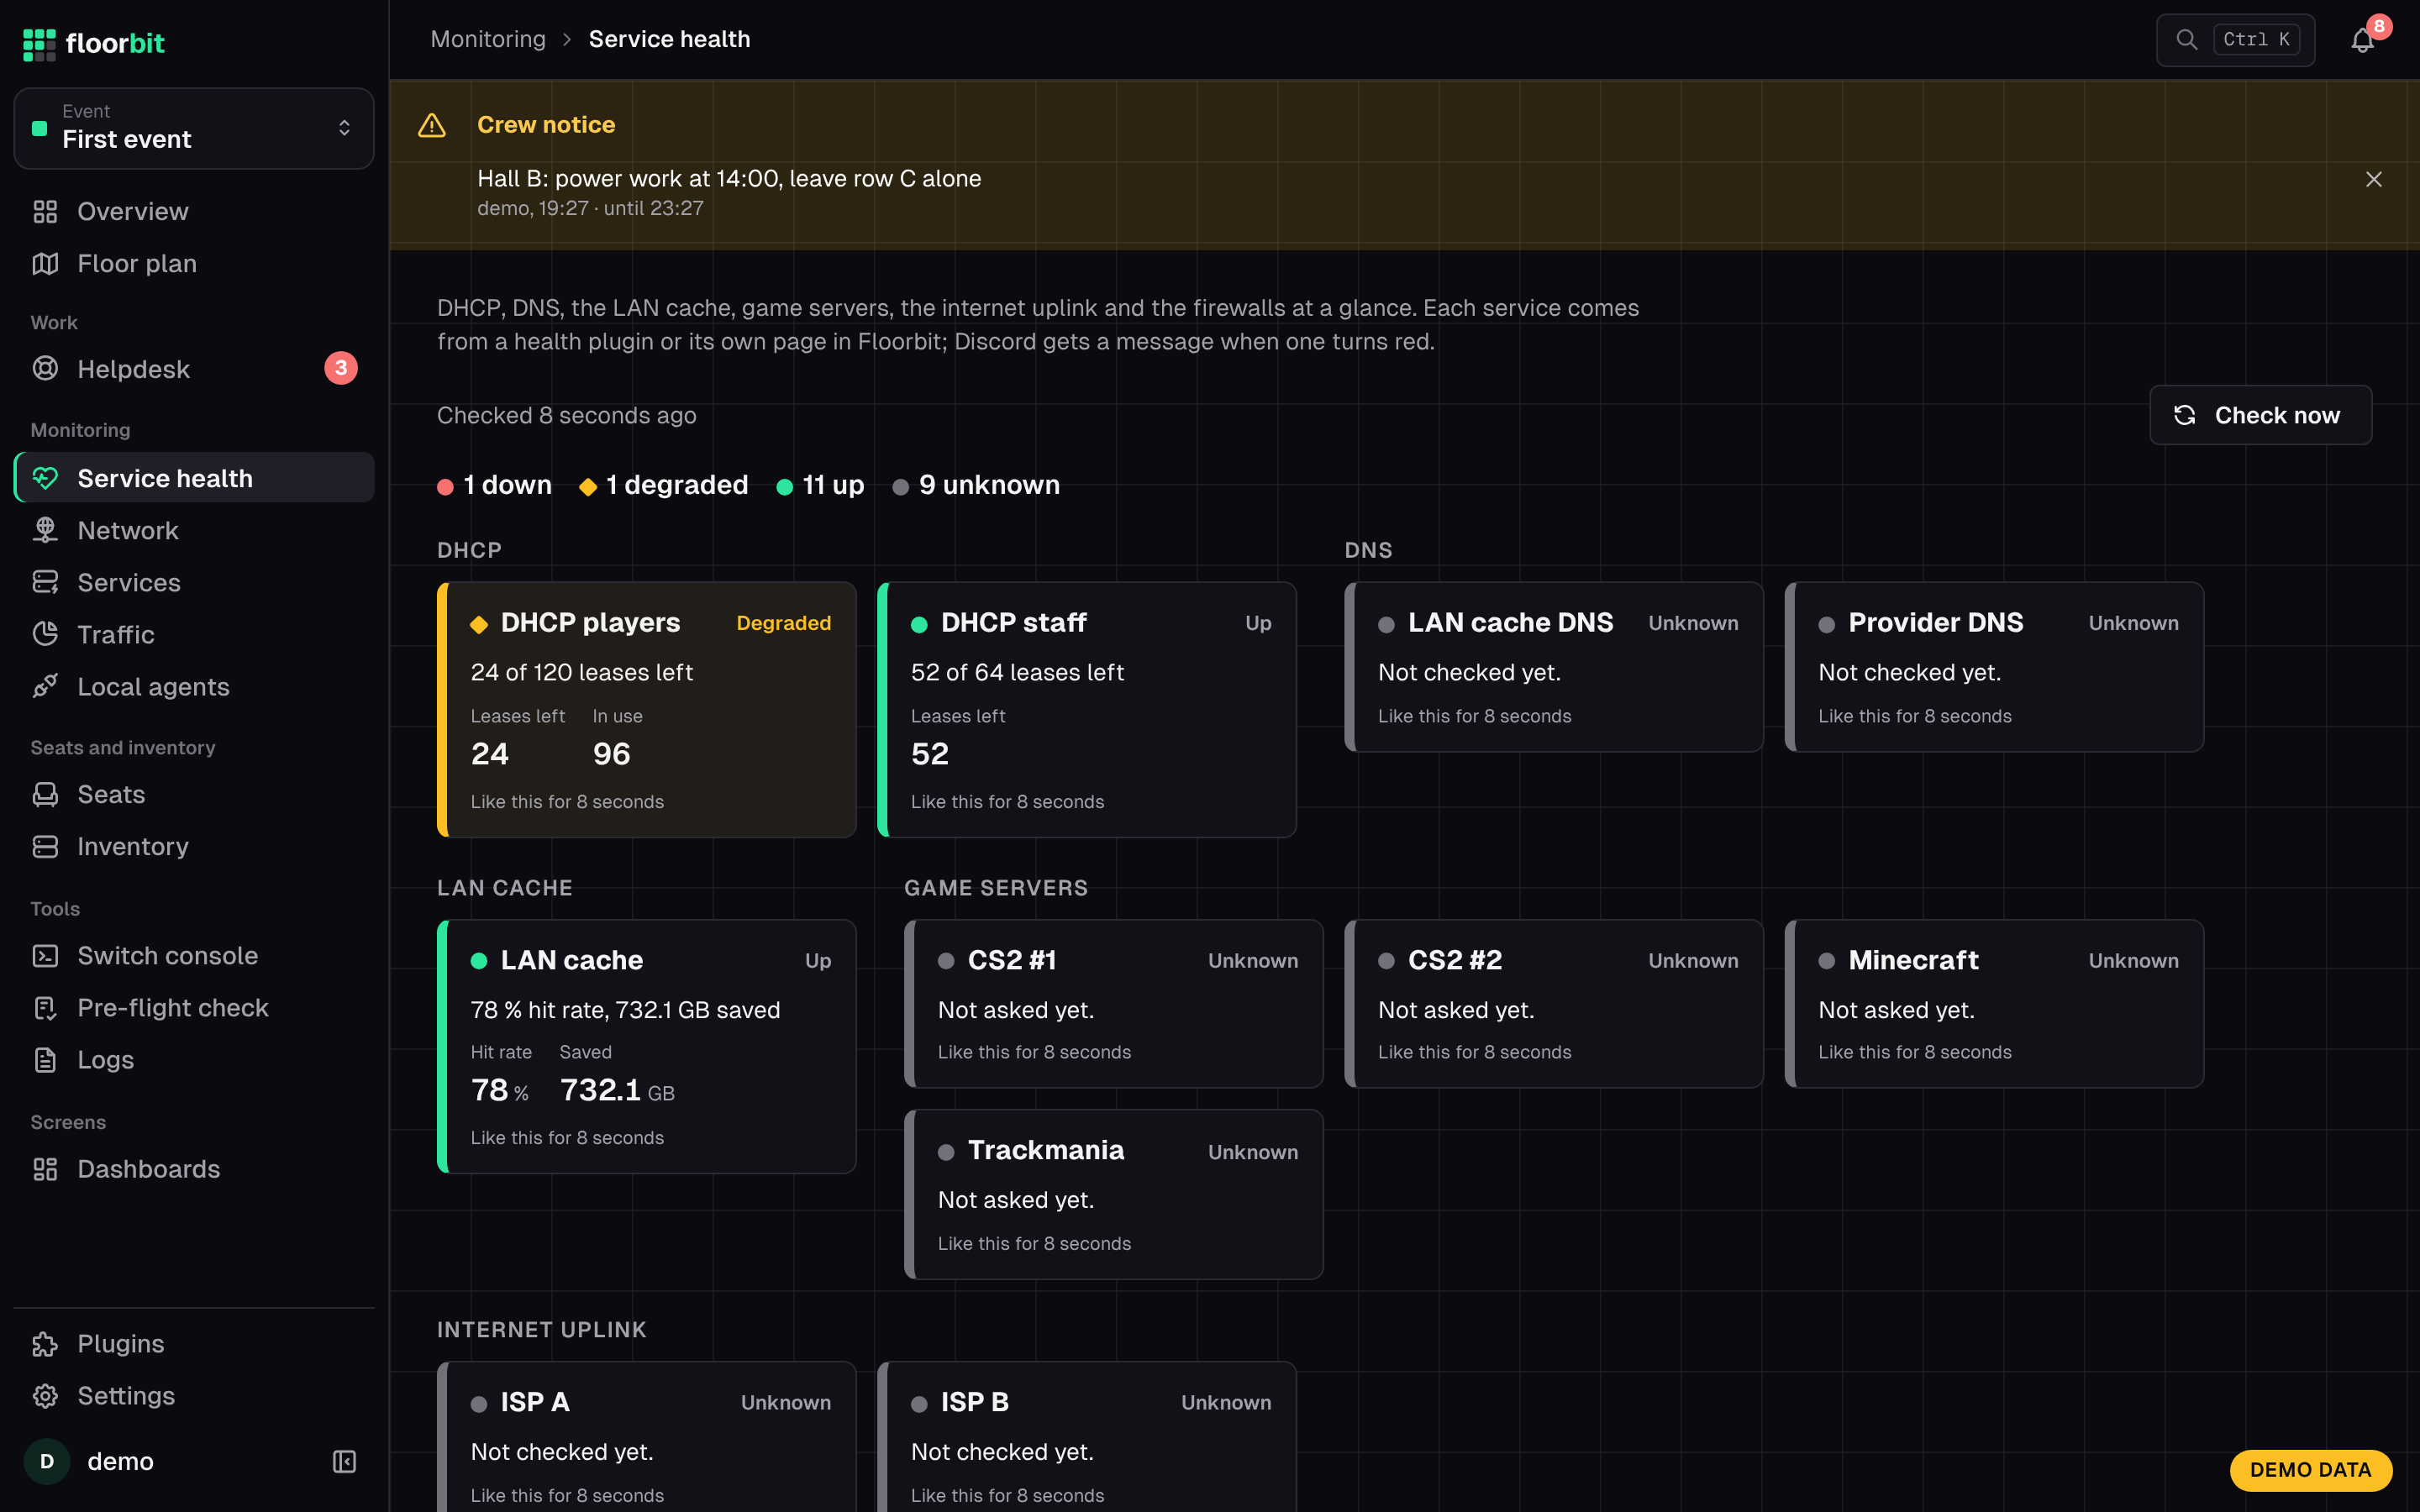 floorbit
Event
First event
Overview
Floor plan
Work
Helpdesk 3
Monitoring
Service health
Network
Services
Traffic
Local agents
Seats and inventory
Seats
Inventory
Tools
Switch console
Pre-flight check
Logs
Screens
Dashboards
Plugins
Settings
D demo
Monitoring > Service health
Ctrl K
8
Crew notice
Hall B: power work at 14:00, leave row C alone
demo, 19:27 · until 23:27
DHCP, DNS, the LAN cache, game servers, the internet uplink and the firewalls at a glance. Each service comes
from a health plugin or its own page in Floorbit; Discord gets a message when one turns red.
Checked 8 seconds ago
Check now
1 down 1 degraded 11 up 9 unknown
DHCP
DHCP players Degraded
24 of 120 leases left
Leases left In use
24 96
Like this for 8 seconds
DHCP staff Up
52 of 64 leases left
Leases left
52
Like this for 8 seconds
DNS
LAN cache DNS Unknown
Not checked yet.
Like this for 8 seconds
Provider DNS Unknown
Not checked yet.
Like this for 8 seconds
LAN CACHE
LAN cache Up
78 % hit rate, 732.1 GB saved
Hit rate Saved
78 % 732.1 GB
Like this for 8 seconds
GAME SERVERS
CS2 #1 Unknown
Not asked yet.
Like this for 8 seconds
CS2 #2 Unknown
Not asked yet.
Like this for 8 seconds
Minecraft Unknown
Not asked yet.
Like this for 8 seconds
Trackmania Unknown
Not asked yet.
Like this for 8 seconds
INTERNET UPLINK
ISP A Unknown
Not checked yet.
Like this for 8 seconds
ISP B Unknown
Not checked yet.
Like this for 8 seconds
DEMO DATA